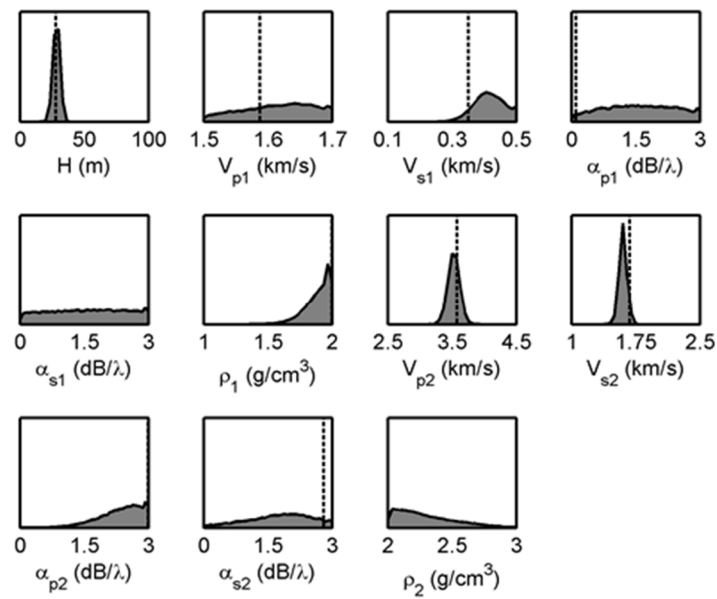 0 50 100 1.5 1.6 1.7 0.1 0.3 0.5 0 1.5 3
H (m) Vp1 (km/s) Vs1 (km/s) αp1 (dB/λ)
0 1.5 3 1 1.5 2 2.5 3.5 4.5 1 1.75 2.5
αs1 (dB/λ) ρ1 (g/cm³) Vp2 (km/s) Vs2 (km/s)
0 1.5 3 0 1.5 3 2 2.5 3
αp2 (dB/λ) αs2 (dB/λ) ρ2 (g/cm³)